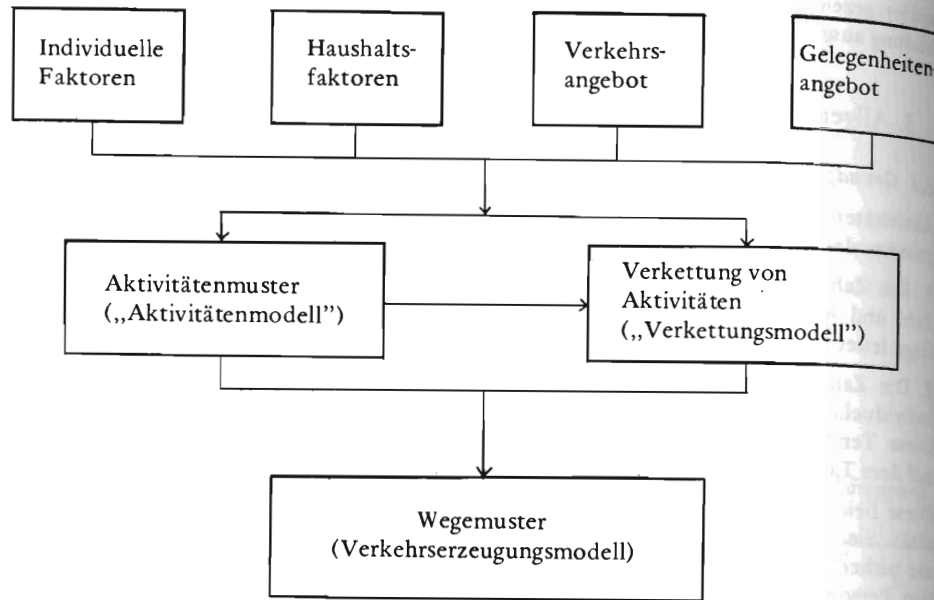 Individuelle
Faktoren
Haushalts-
faktoren
Verkehrs-
angebot
Gelegenheiten-
angebot
Aktivitätenmuster
(„Aktivitätenmodell”)
Verkettung von
Aktivitäten
(„Verkettungsmodell”)
Wegemuster
(Verkehrserzeugungsmodell)